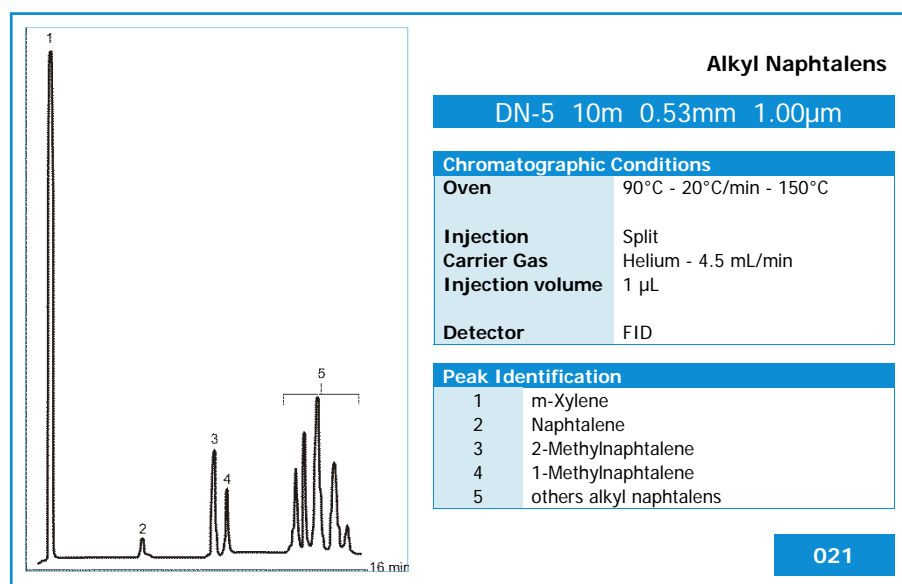 1
2
3
4
5
16 min
Alkyl Naphtalens
DN-5 10m 0.53mm 1.00µm
Chromatographic Conditions
Oven 90°C - 20°C/min - 150°C
Injection Split
Carrier Gas Helium - 4.5 mL/min
Injection volume 1 µL
Detector FID
Peak Identification
1 m-Xylene
2 Naphtalene
3 2-Methylnaphtalene
4 1-Methylnaphtalene
5 others alkyl naphtalens
021